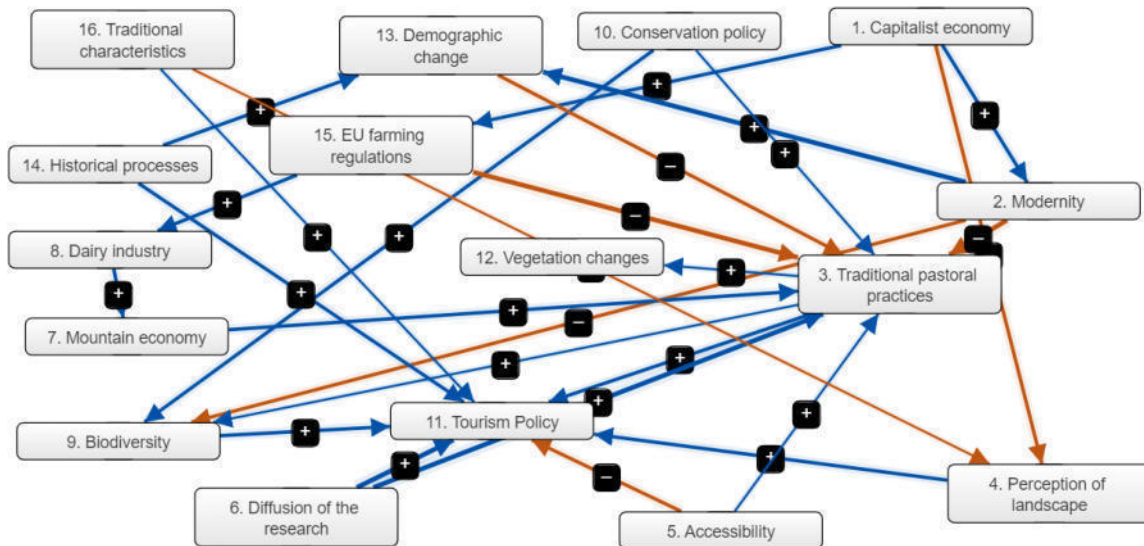 16. Traditional
characteristics
13. Demographic
change
10. Conservation policy
1. Capitalist economy
+
+
+
+
15. EU farming
regulations
+
+
14. Historical processes
−
−
2. Modernity
+
8. Dairy industry
+
+
−
12. Vegetation changes
+
3. Traditional pastoral
practices
+
+
+
−
7. Mountain economy
+
+
+
+
11. Tourism Policy
9. Biodiversity
+
+
+
−
4. Perception of
landscape
6. Diffusion of the
research
5. Accessibility